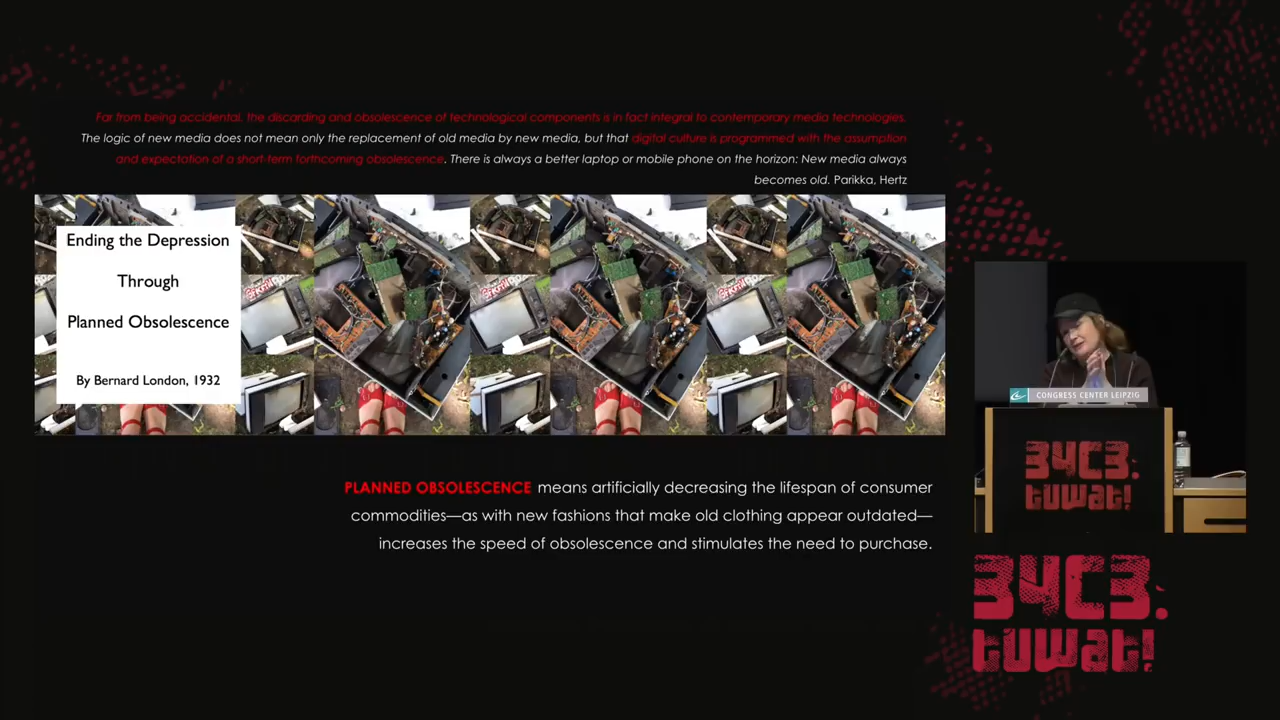 Far from being accidental, the discarding and obsolescence of technological components is in fact integral to contemporary media technologies.
The logic of new media does not mean only the replacement of old media by new media, but that digital culture is programmed with the assumption
and expectation of a short-term forthcoming obsolescence. There is always a better laptop or mobile phone on the horizon: New media always
becomes old. Parikka, Hertz
Ending the Depression
Through
Planned Obsolescence
By Bernard London, 1932
PLANNED OBSOLESCENCE means artificially decreasing the lifespan of consumer
commodities—as with new fashions that make old clothing appear outdated—
increases the speed of obsolescence and stimulates the need to purchase.
CONGRESS CENTER LEIPZIG
34C3.
tuwat!
34C3.
tuwat!